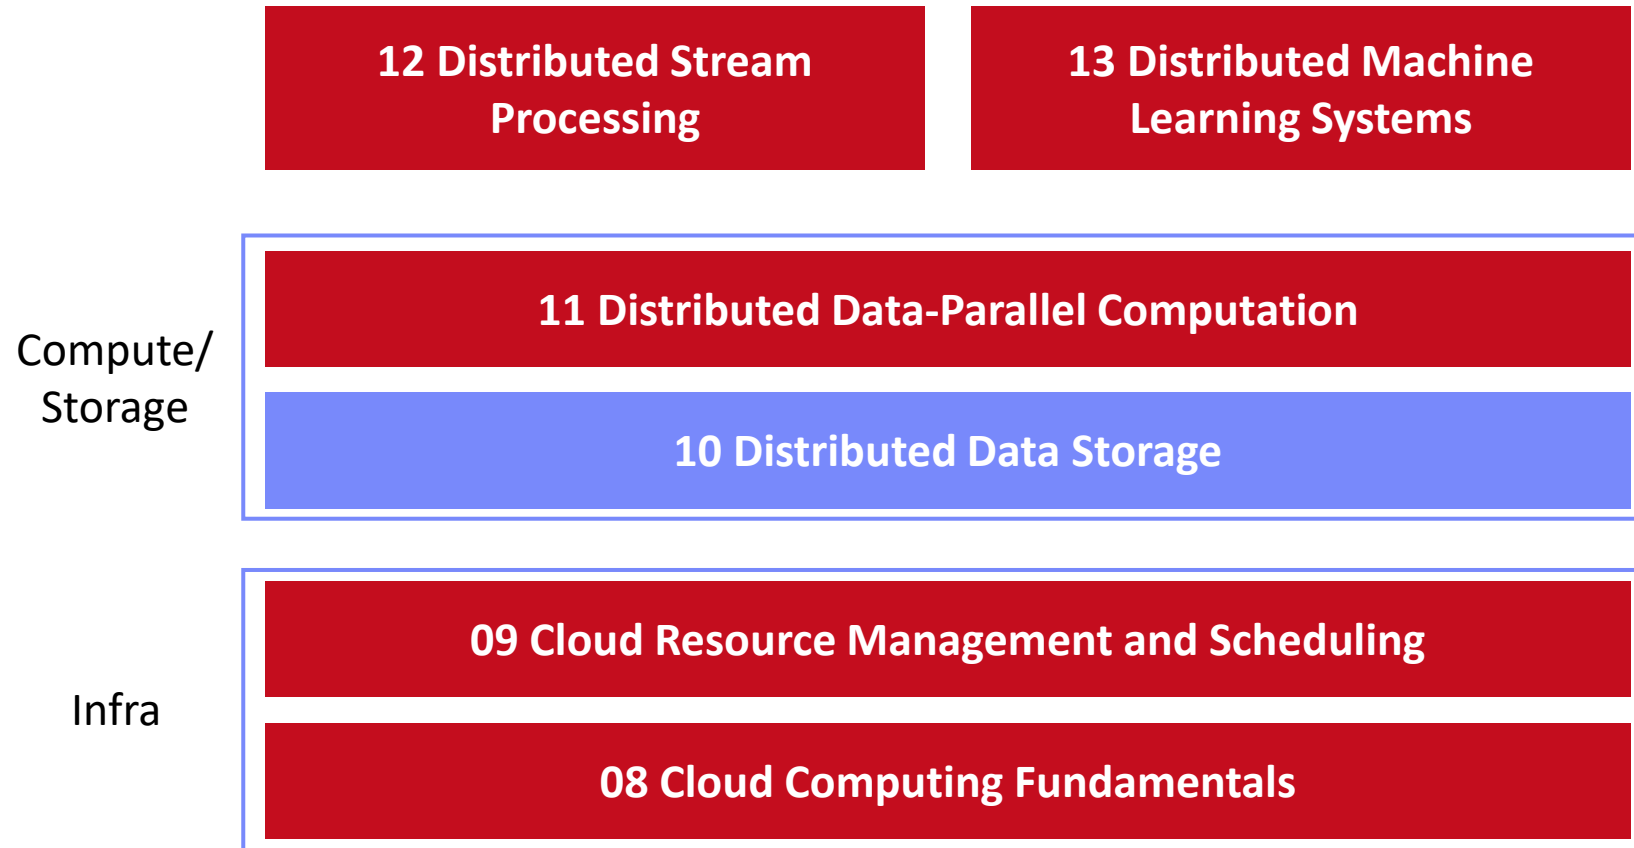 12 Distributed Stream
Processing
13 Distributed Machine
Learning Systems
Compute/
Storage
11 Distributed Data-Parallel Computation
10 Distributed Data Storage
Infra
09 Cloud Resource Management and Scheduling
08 Cloud Computing Fundamentals